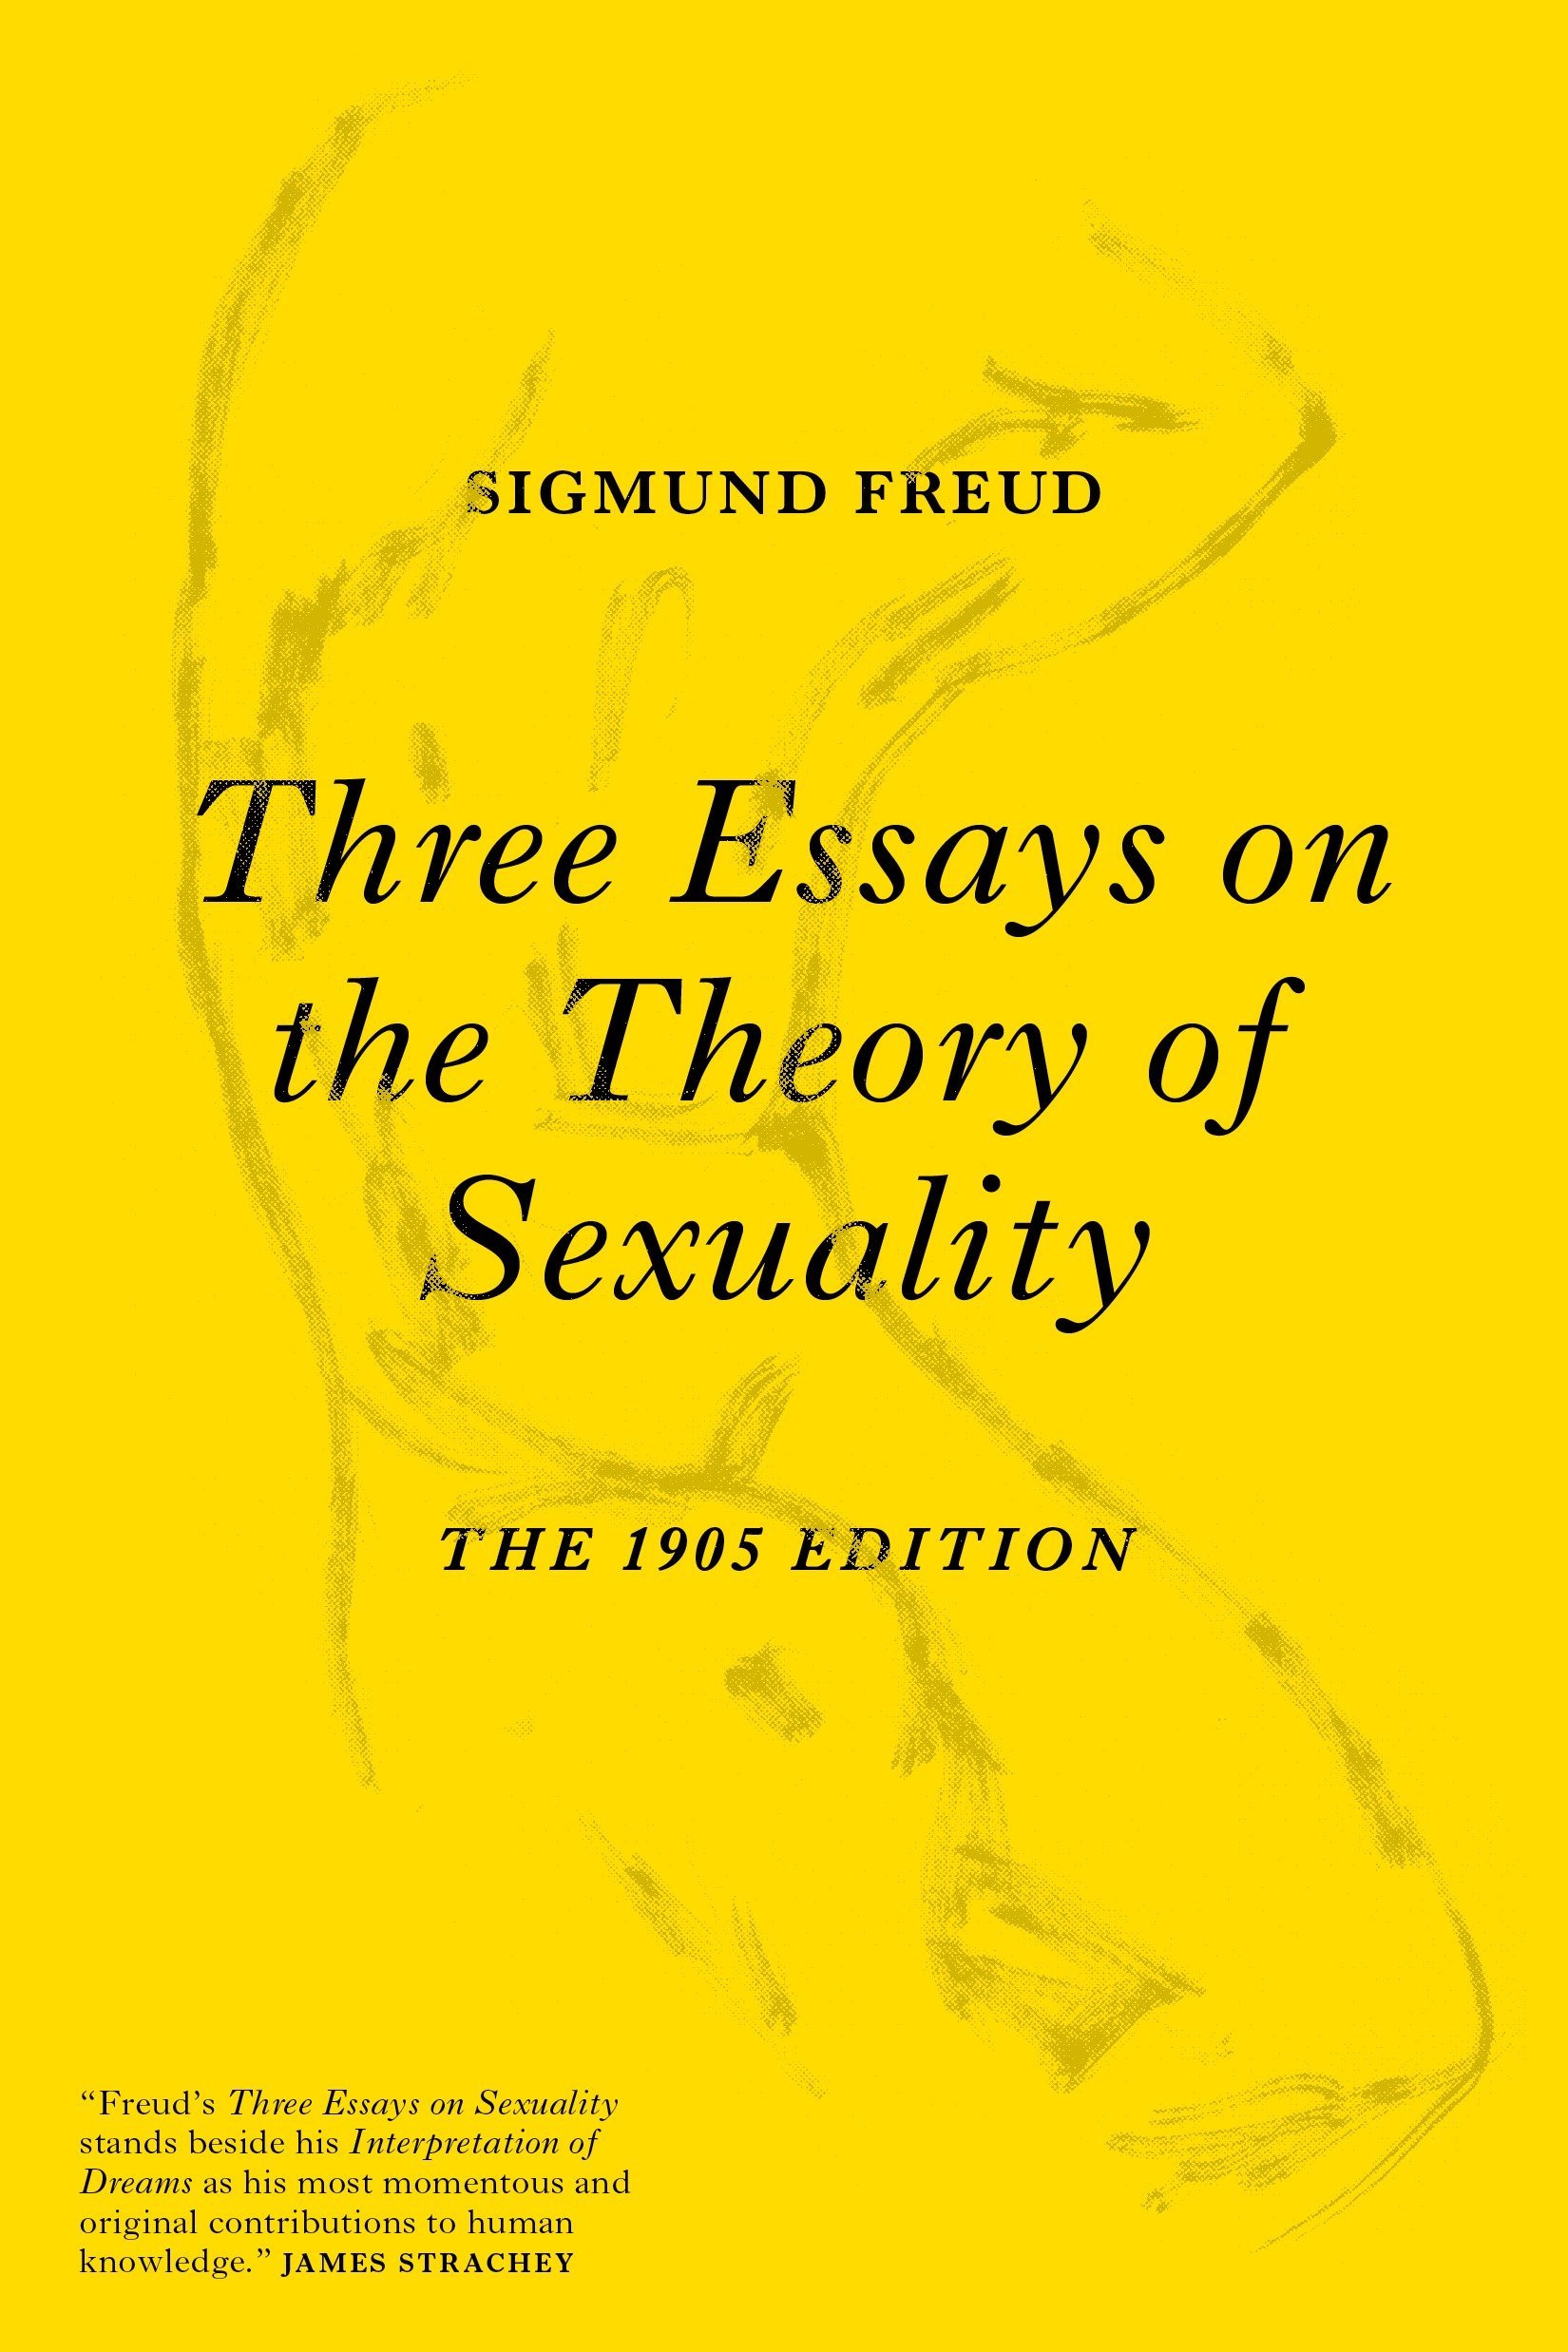 SIGMUND FREUD
Three Essays on
the Theory of
Sexuality
THE 1905 EDITION
“Freud’s Three Essays on Sexuality
stands beside his Interpretation of
Dreams as his most momentous and
original contributions to human
knowledge.” JAMES STRACHEY